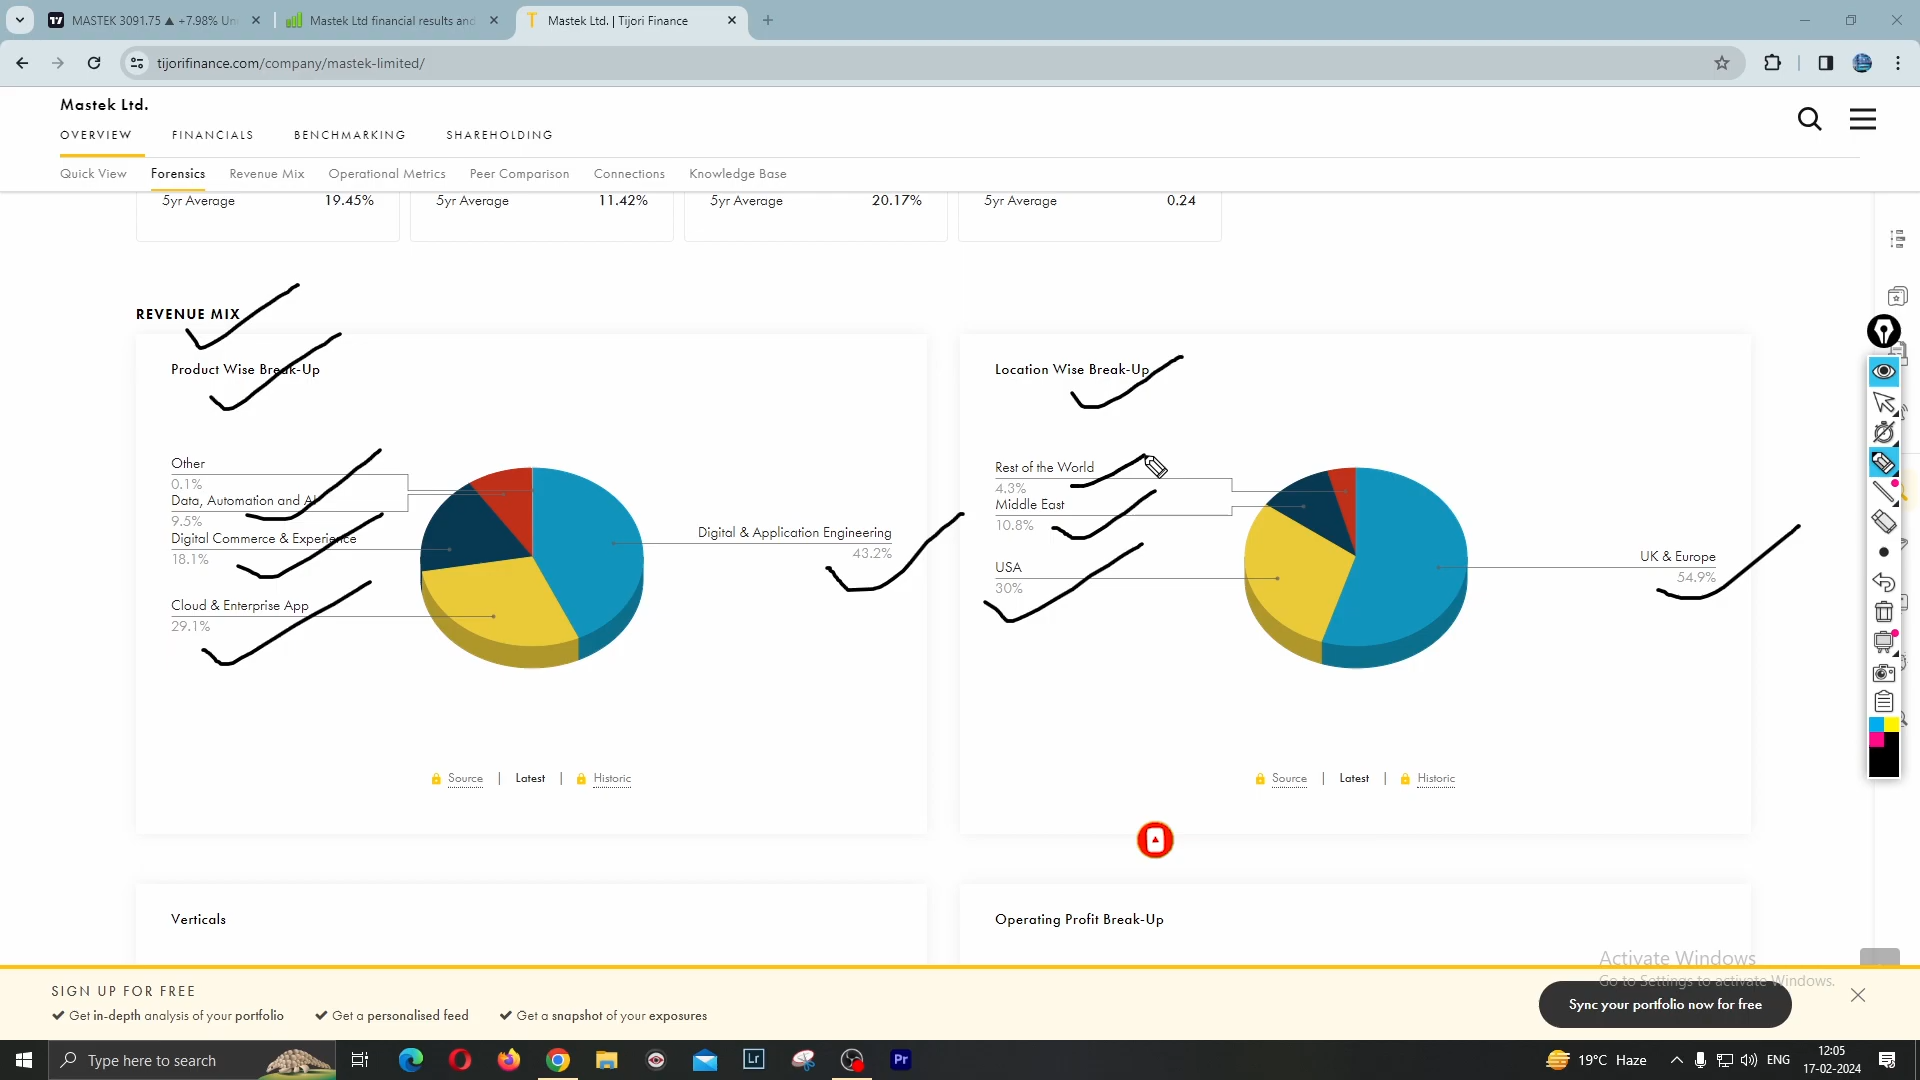 MASTEK 3091.75 ▲ +7.98% Un
Mastek Ltd financial results and
Mastek Ltd. | Tijori Finance
tijorifinance.com/company/mastek-limited/
Mastek Ltd.
OVERVIEW FINANCIALS BENCHMARKING SHAREHOLDING
Quick View Forensics Revenue Mix Operational Metrics Peer Comparison Connections Knowledge Base
5yr Average 19.45%
5yr Average 11.42%
5yr Average 20.17%
5yr Average 0.24
REVENUE MIX
Product Wise Break-Up
Other
0.1%
Data, Automation and AI
9.5%
Digital Commerce & Experience
18.1%
Cloud & Enterprise App
29.1%
Digital & Application Engineering
43.2%
Source | Latest | Historic
Location Wise Break-Up
Rest of the World
4.3%
Middle East
10.8%
USA
30%
UK & Europe
54.9%
Source | Latest | Historic
Verticals
Operating Profit Break-Up
Activate Windows
Go to Settings to activate Windows.
SIGN UP FOR FREE
Get in-depth analysis of your portfolio Get a personalised feed Get a snapshot of your exposures
Sync your portfolio now for free
Type here to search
Lr
Pr
19°C Haze
ENG
12:05
17-02-2024